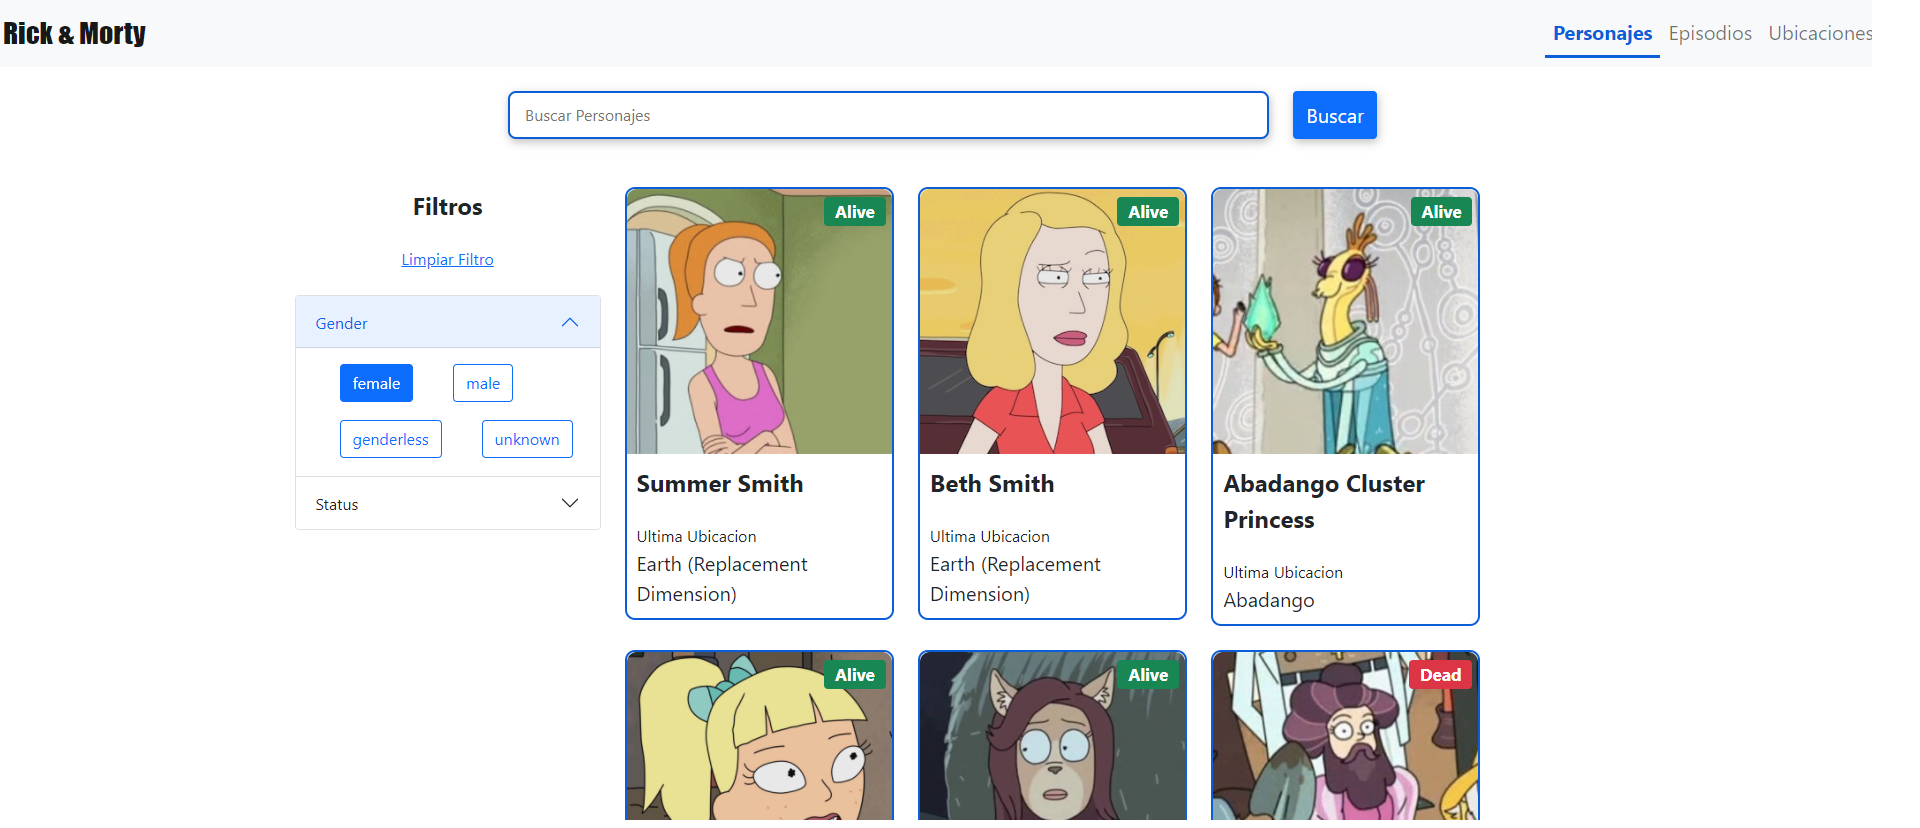 Rick & Morty
Personajes Episodios Ubicaciones
Buscar Personajes
Buscar
Filtros
Limpiar Filtro
Gender
female
male
genderless
unknown
Status
Alive
Summer Smith
Ultima Ubicacion
Earth (Replacement
Dimension)
Alive
Beth Smith
Ultima Ubicacion
Earth (Replacement
Dimension)
Alive
Abadango Cluster
Princess
Ultima Ubicacion
Abadango
Alive
Alive
Dead